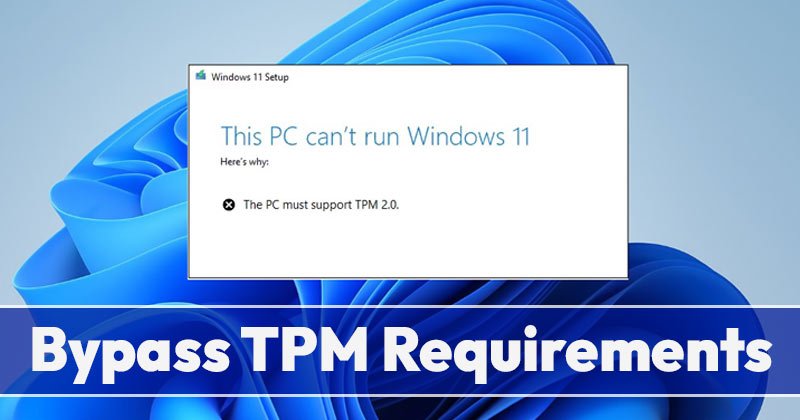 Windows 11 Setup
This PC can't run Windows 11
Here's why:
The PC must support TPM 2.0.
Bypass TPM Requirements